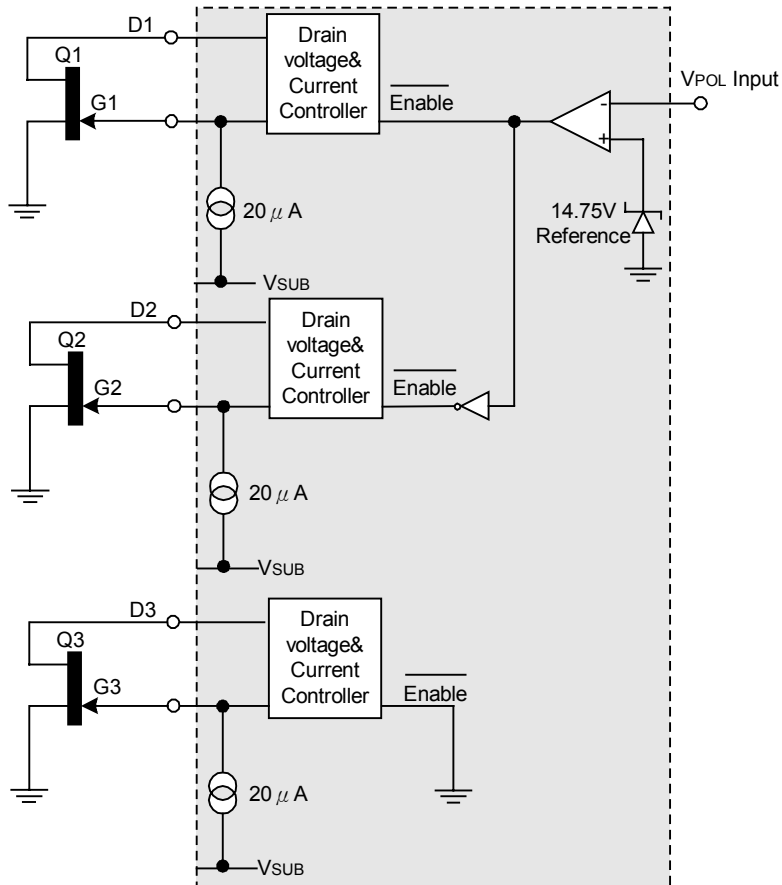 D1
Q1
G1
Drain
voltage&
Current
Controller
Enable
VPOL Input
-
+
14.75V
Reference
20 μ A
VSUB
D2
Q2
G2
Drain
voltage&
Current
Controller
Enable
20 μ A
VSUB
D3
Q3
G3
Drain
voltage&
Current
Controller
Enable
20 μ A
VSUB